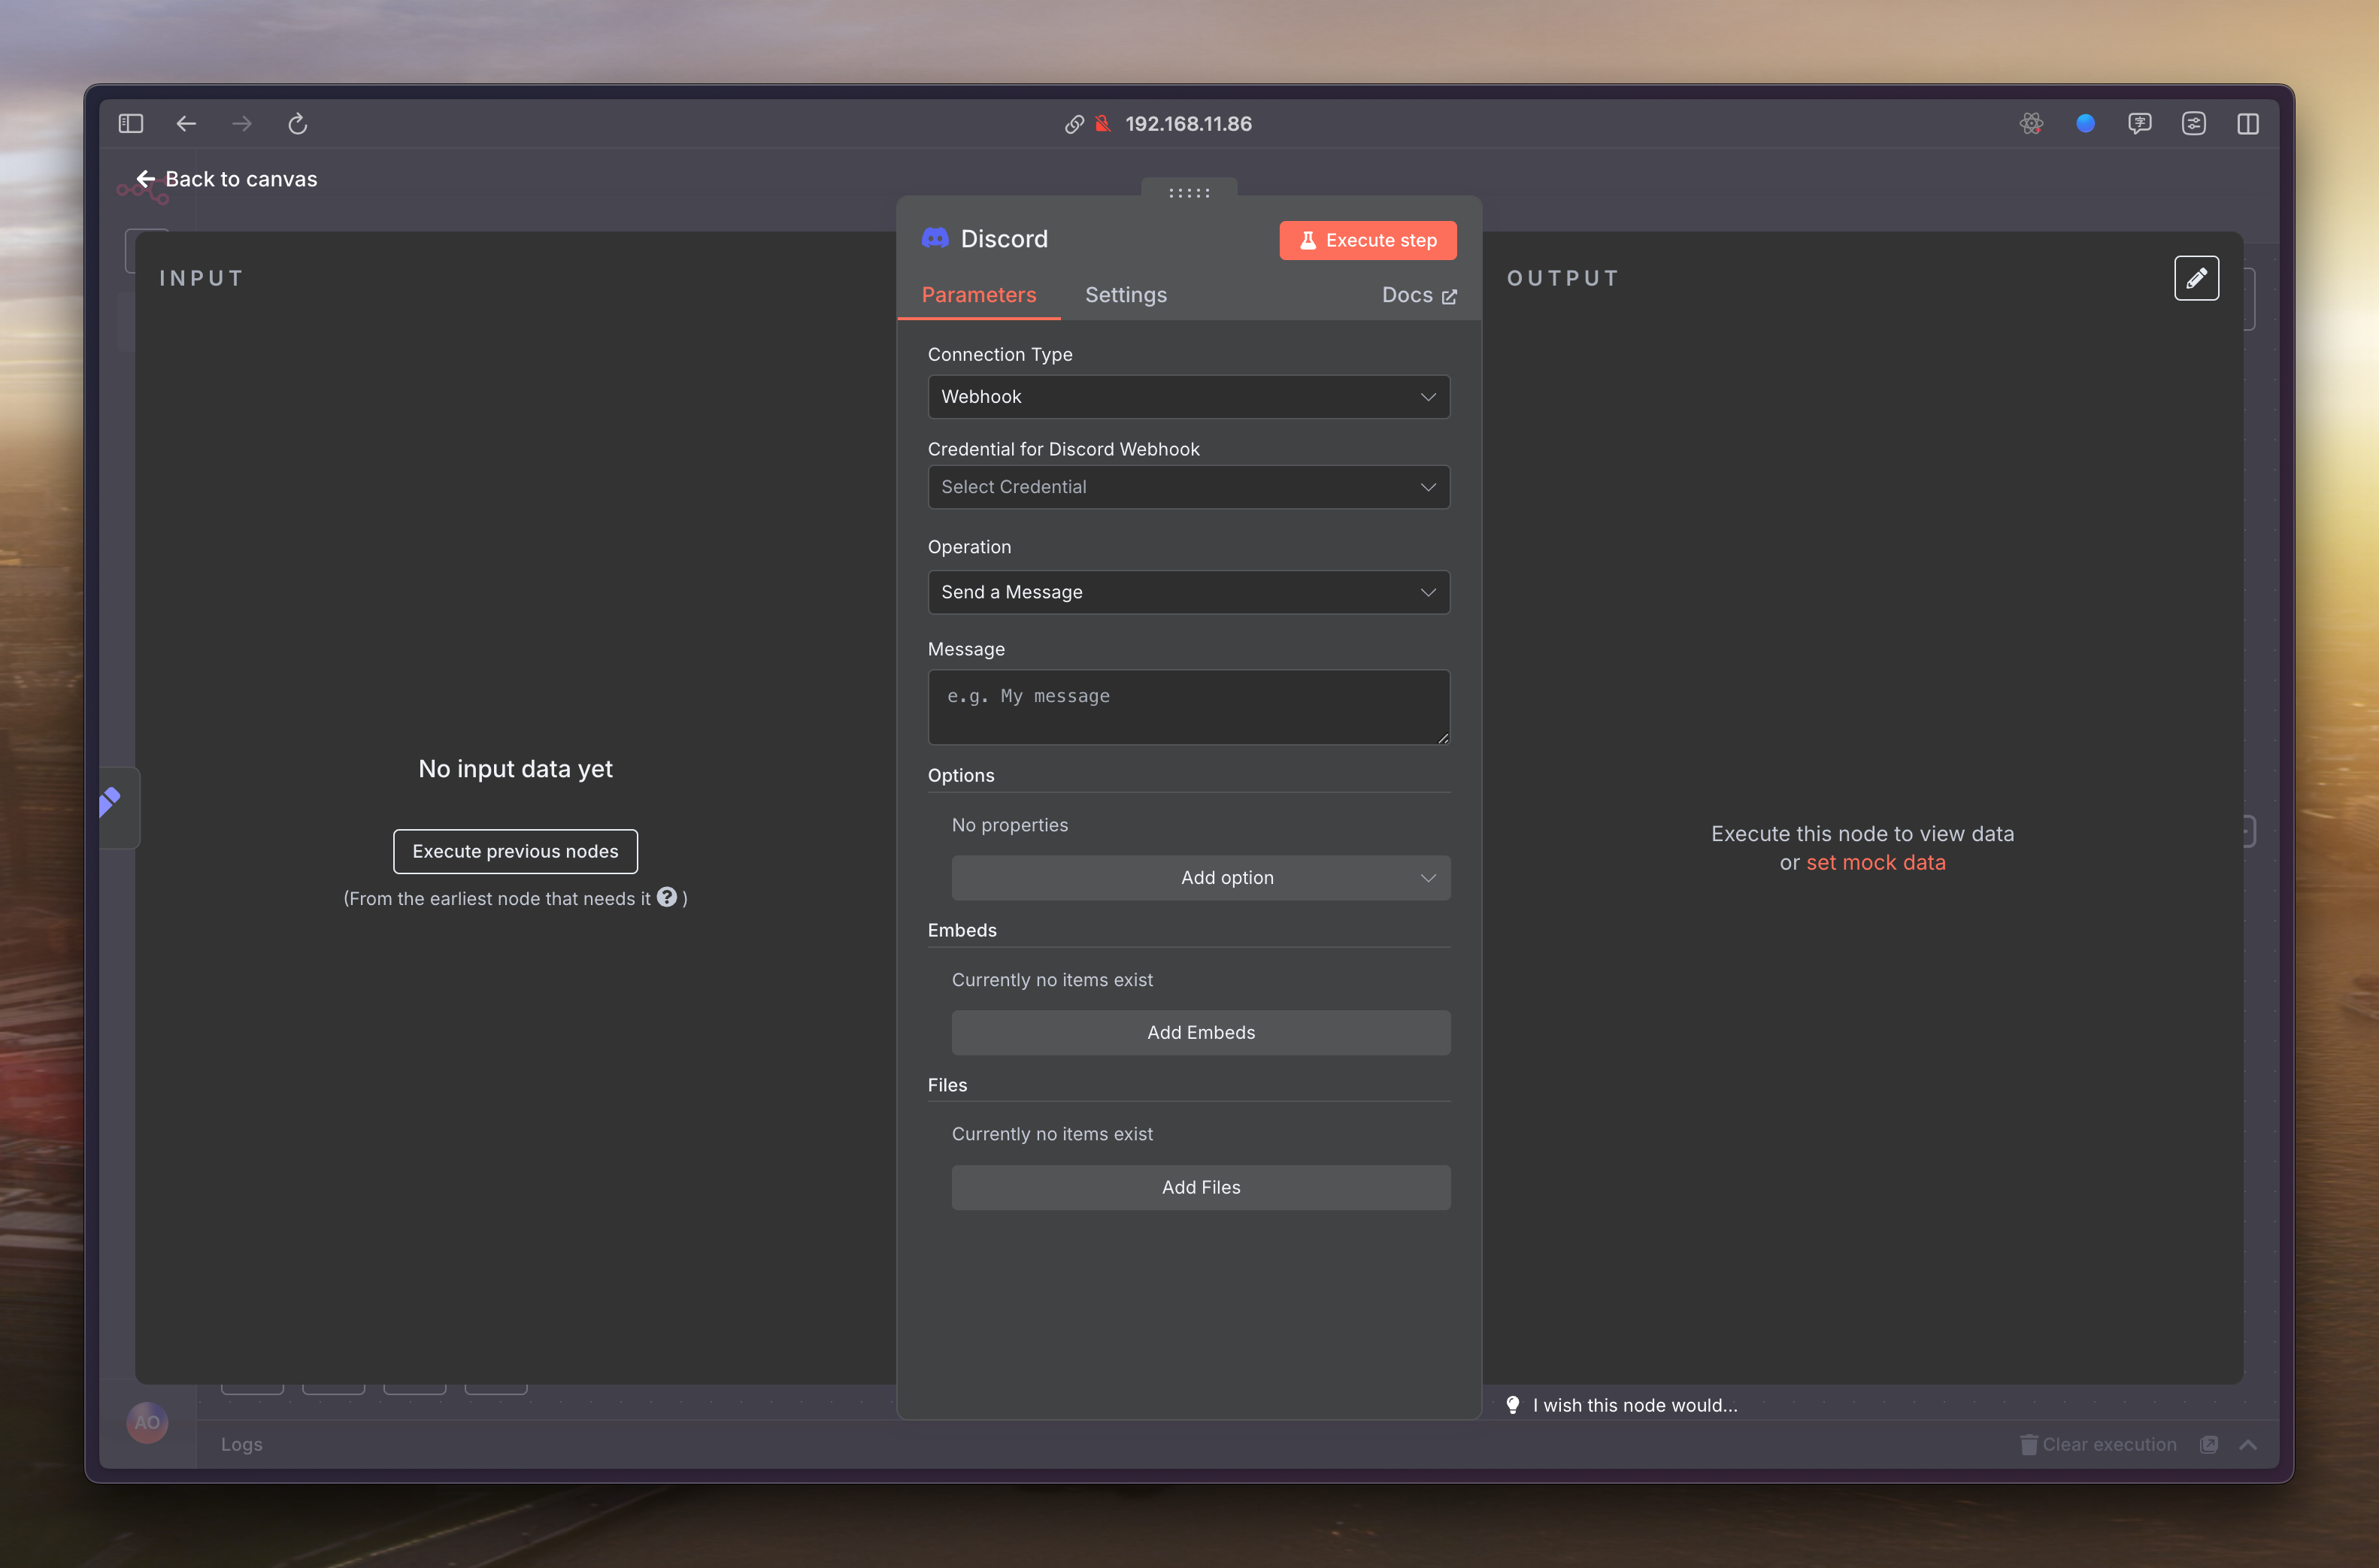 192.168.11.86
Back to canvas
Discord
Execute step
INPUT
OUTPUT
Parameters
Settings
Docs
Connection Type
Webhook
Credential for Discord Webhook
Select Credential
Operation
Send a Message
Message
e.g. My message
Options
No properties
Add option
Embeds
Currently no items exist
Add Embeds
Files
Currently no items exist
Add Files
No input data yet
Execute previous nodes
(From the earliest node that needs it ? )
Execute this node to view data
or set mock data
I wish this node would...
AO
Logs
Clear execution